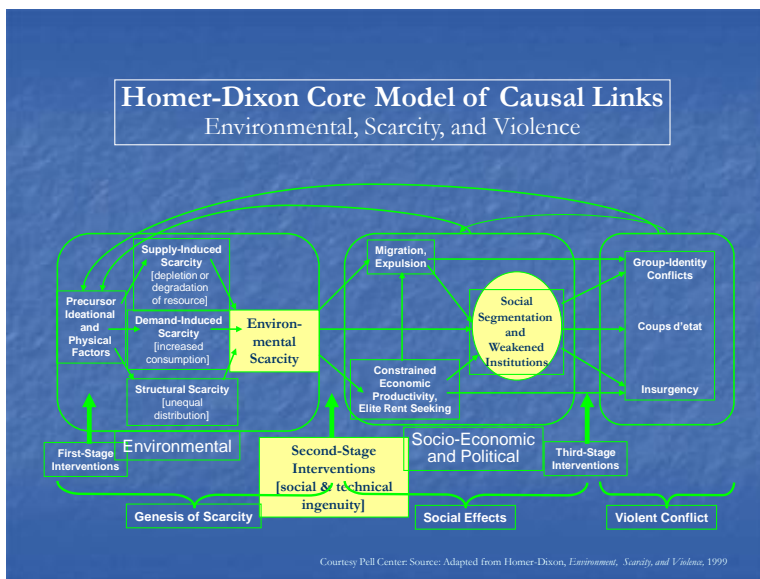 Homer-Dixon Core Model of Causal Links
Environmental, Scarcity, and Violence
Supply-Induced
Scarcity
[depletion or
degradation
of resource]
Migration,
Expulsion
Group-Identity
Conflicts
Precursor
Ideational
and
Physical
Factors
Demand-Induced
Scarcity
[increased
consumption]
Environ-
mental
Scarcity
Social
Segmentation
and
Weakened
Institutions
Coups d'etat
Structural Scarcity
[unequal
distribution]
Constrained
Economic
Productivity,
Elite Rent Seeking
Insurgency
First-Stage
Interventions
Environmental
Second-Stage
Interventions
[social & technical
ingenuity]
Socio-Economic
and Political
Third-Stage
Interventions
Genesis of Scarcity
Social Effects
Violent Conflict
Courtesy Pell Center: Source: Adapted from Homer-Dixon, Environment, Scarcity, and Violence, 1999